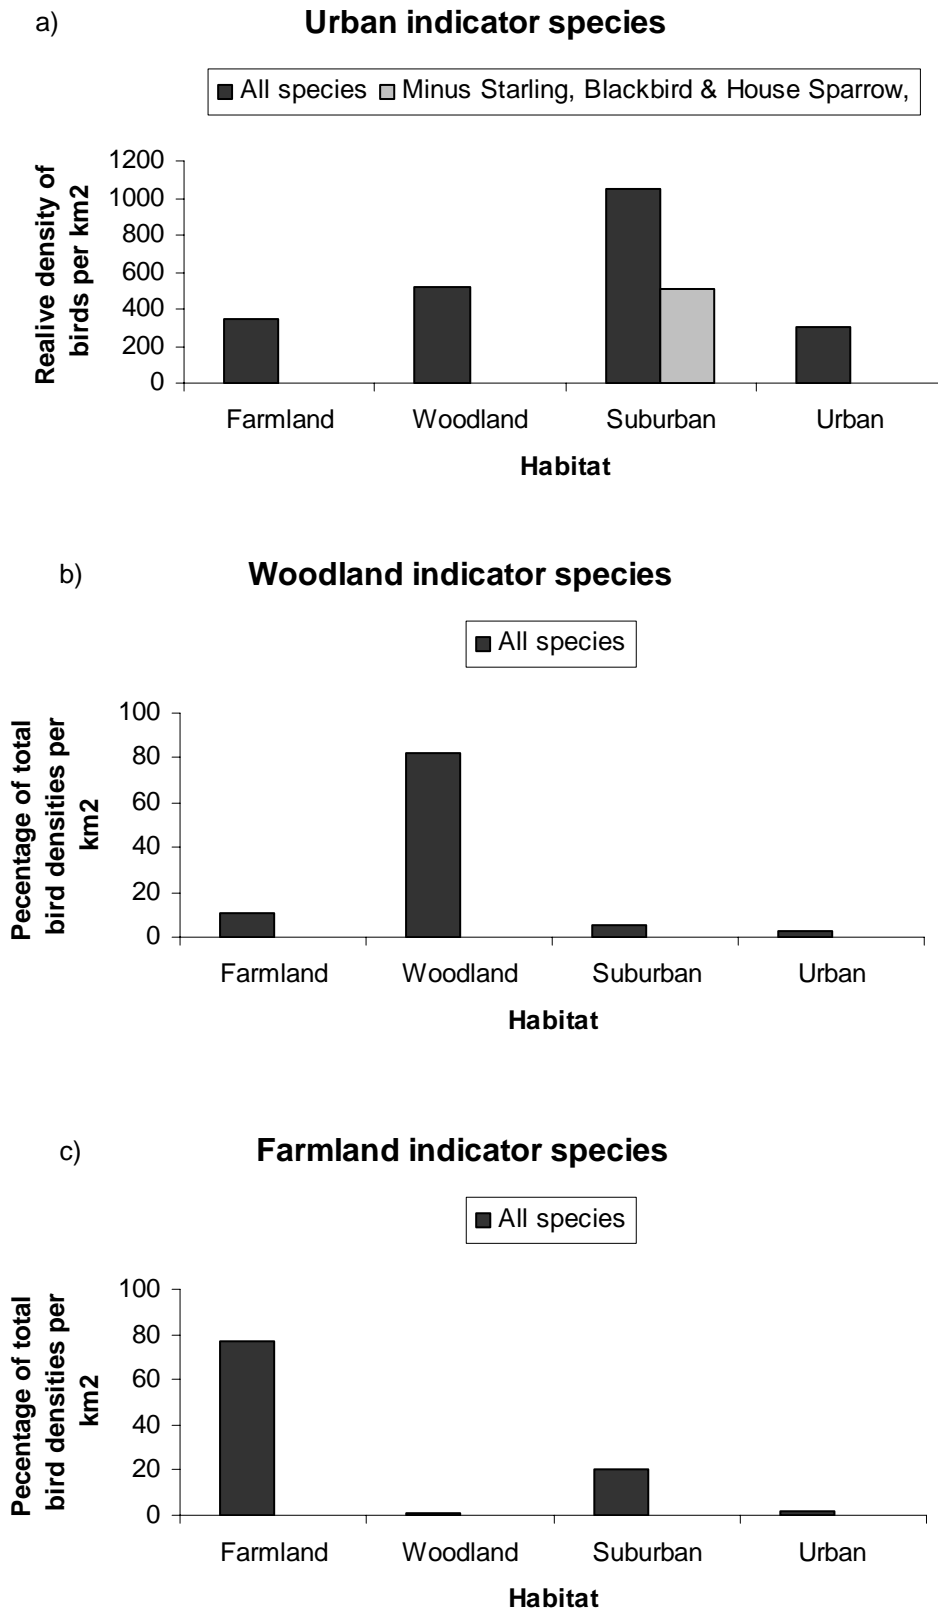 a)
Urban indicator species
All species
Minus Starling, Blackbird & House Sparrow,
Realive density of
birds per km2
1200
1000
800
600
400
200
0
Farmland
Woodland
Suburban
Urban
Habitat
b)
Woodland indicator species
All species
Pecentage of total
bird densities per
km2
100
80
60
40
20
0
Farmland
Woodland
Suburban
Urban
Habitat
c)
Farmland indicator species
All species
Pecentage of total
bird densities per
km2
100
80
60
40
20
0
Farmland
Woodland
Suburban
Urban
Habitat